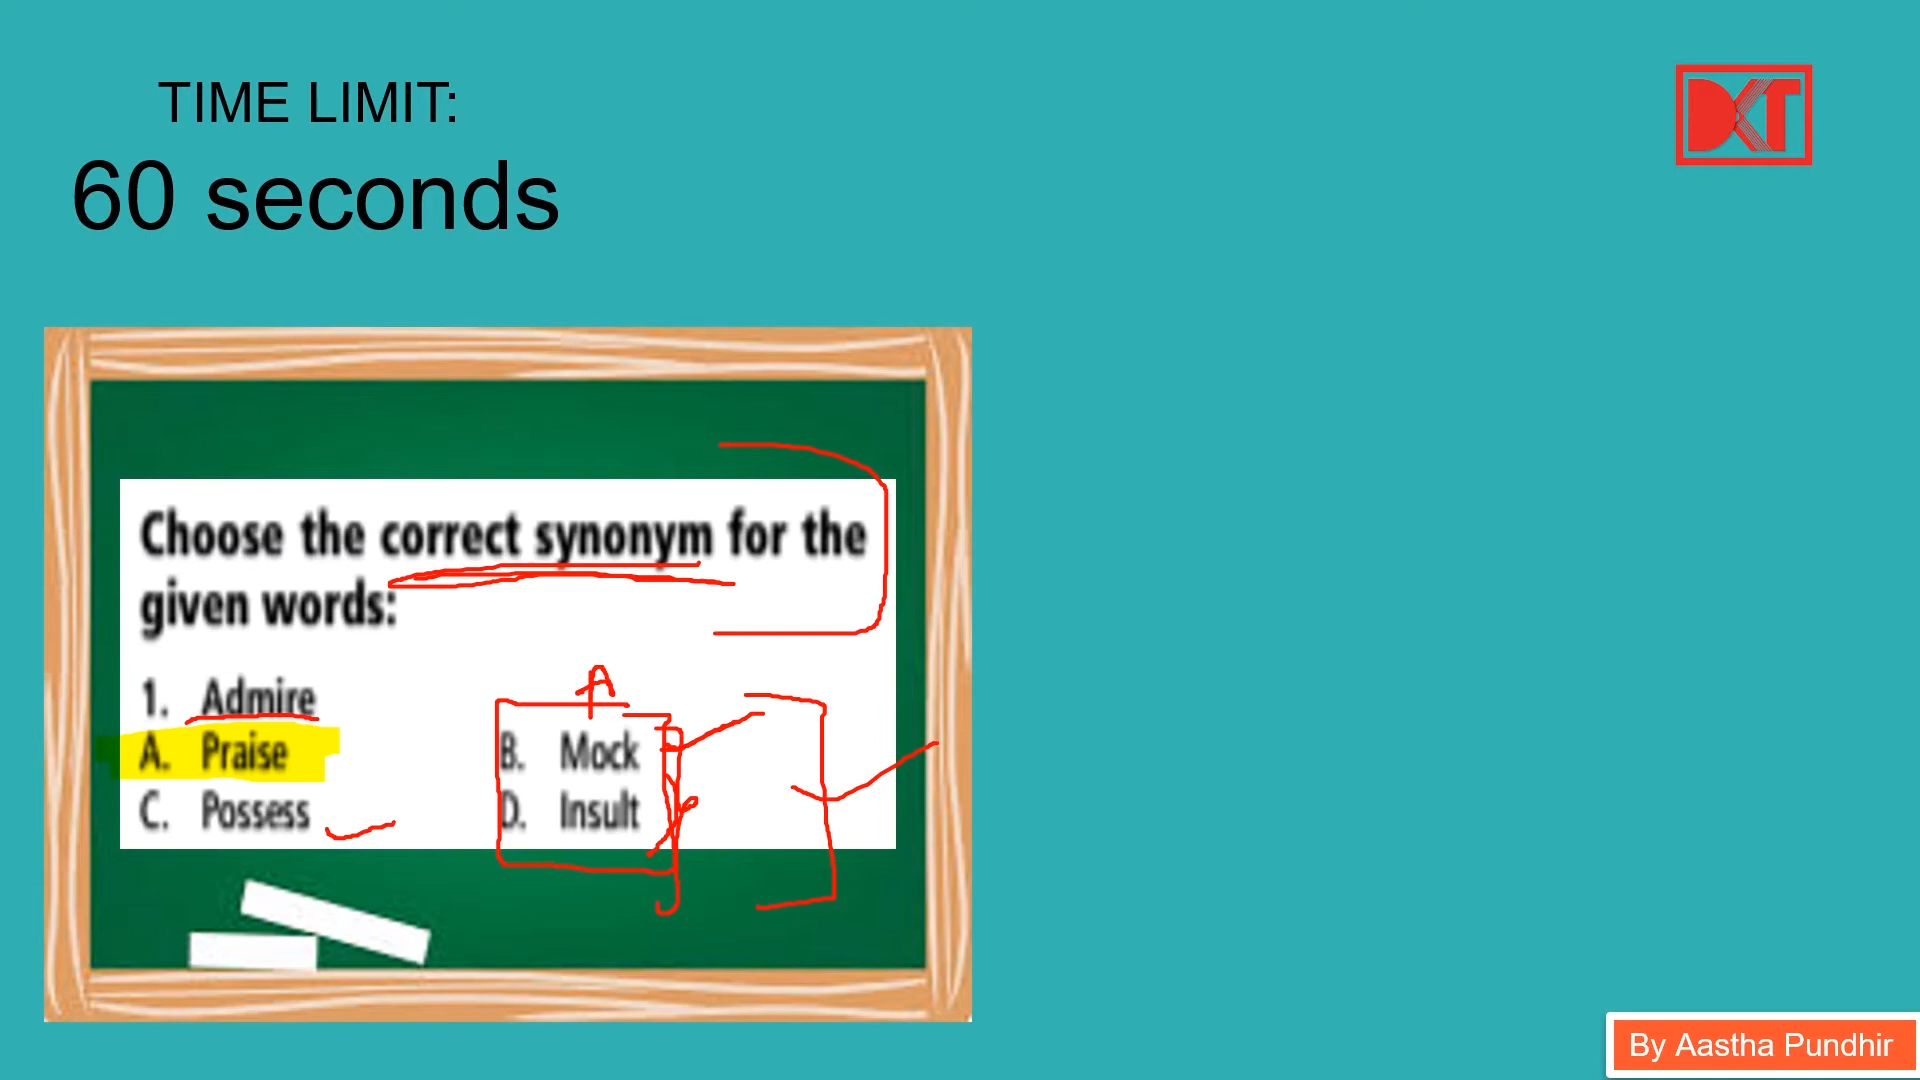 TIME LIMIT:
60 seconds
DKT
Choose the correct synonym for the
given words:
1. Admire
A
A. Praise B. Mock
C. Possess D. Insult
By Aastha Pundhir